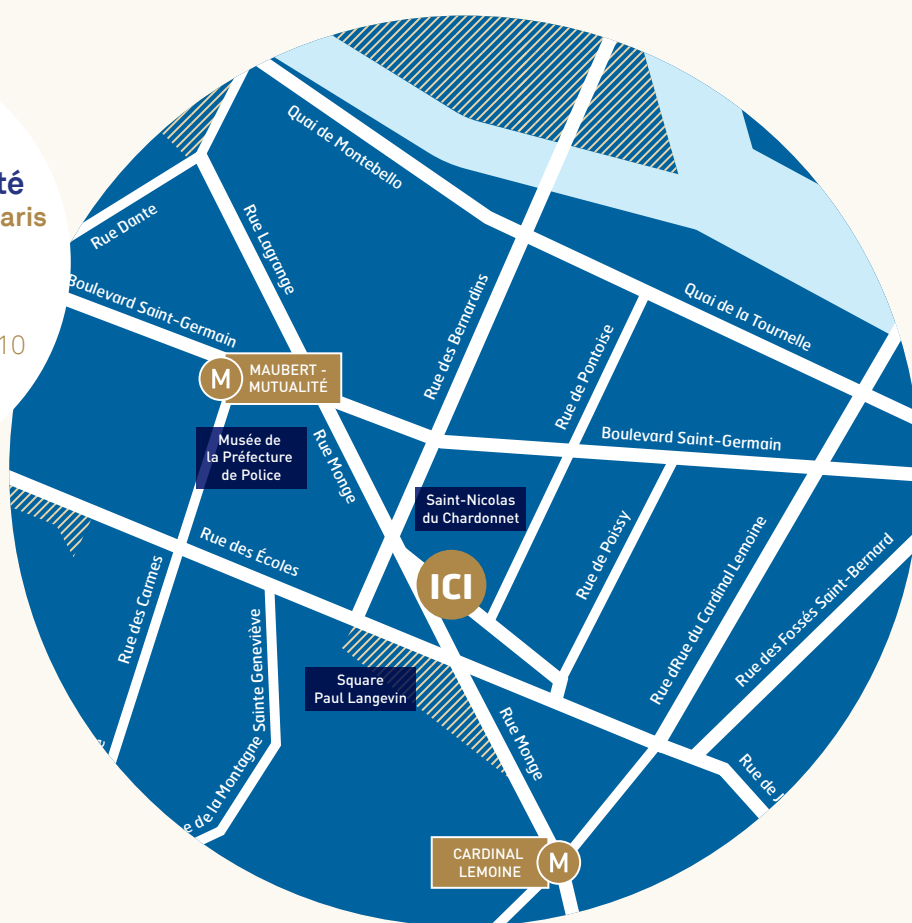 té
aris
10
Quai de Montebello
Rue Dante
Rue Lagrange
Boulevard Saint-Germain
Rue des Bernardins
Quai de la Tournelle
Rue de Pontoise
M
MAUBERT -
MUTUALITÉ
Boulevard Saint-Germain
Musée de
la Préfecture
de Police
Rue Monge
Saint-Nicolas
du Chardonnet
Rue des Écoles
Rue de Poissy
ICI
Rue dRue du Cardinal Lemoine
Rue des Fossés Saint-Bernard
Rue des Carmes
e de la Montagne Sainte Geneviève
Square
Paul Langevin
Rue Monge
Rue de J
CARDINAL
LEMOINE
M